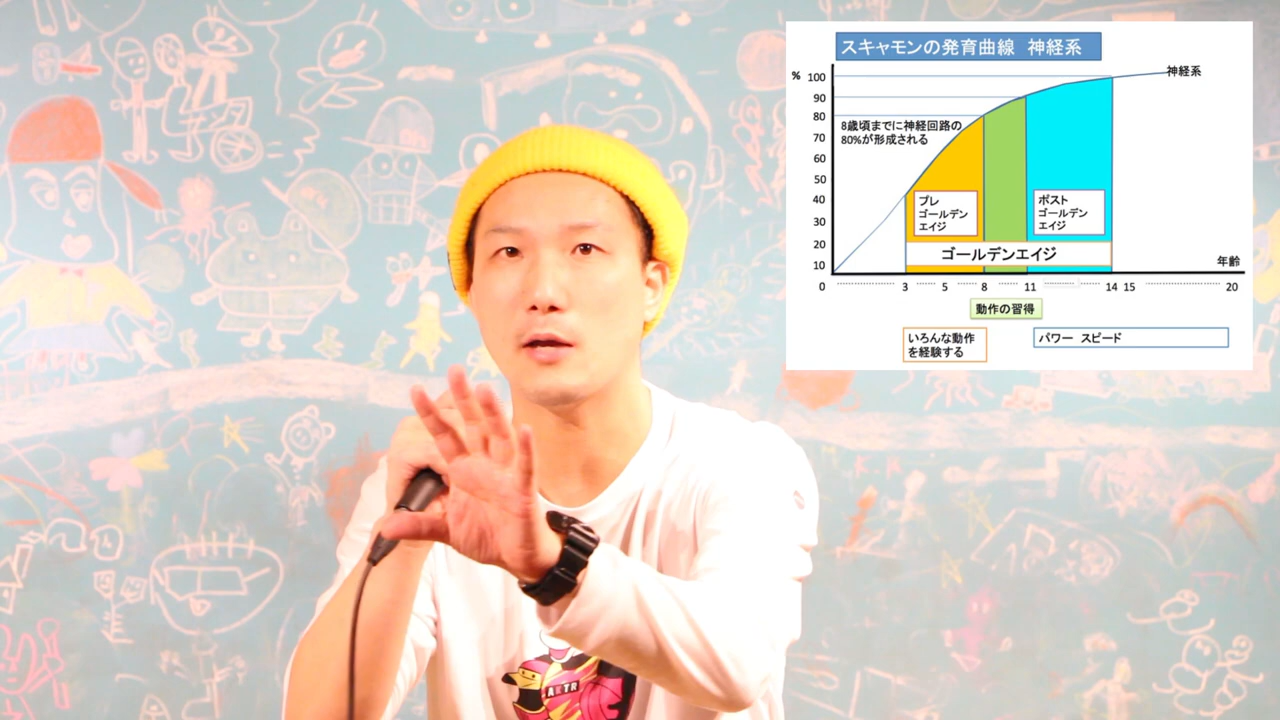 スキャモンの発育曲線 神経系
%
100
90
80
70
60
50
40
30
20
10
0
神経系
8歳頃までに神経回路の
80%が形成される
プレ
ゴールデン
エイジ
ポスト
ゴールデン
エイジ
ゴールデンエイジ
年齢
3 5 8 11 14 15 20
動作の習得
いろんな動作
を経験する
パワー スピード
AKTR